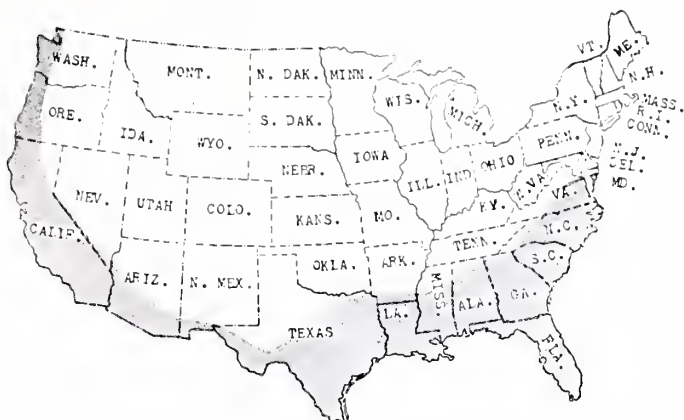 WASH.
MONT.
N. DAK.
MINN.
VT.
ME.
N.H.
MASS.
R.I.
CONN.
N.Y.
WIS.
MICH.
ORE.
IDA.
WYO.
S. DAK.
IOWA
PENN.
N.J.
DEL.
MD.
NEBR.
ILL.
IND.
OHIO
NEV.
UTAH
COLO.
KANS.
MO.
KY.
W.VA.
VA.
CALIF.
ARIZ.
N. MEX.
OKLA.
ARK.
TENN.
N.C.
S.C.
TEXAS
LA.
MISS.
ALA.
GA.
FLA.